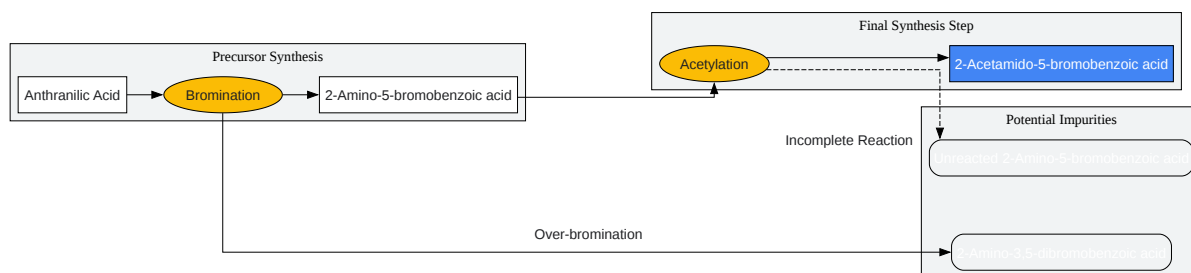 Final Synthesis Step
Precursor Synthesis
Acetylation
2-Acetamido-5-bromobenzoic acid
Anthranilic Acid
Bromination
2-Amino-5-bromobenzoic acid
Potential Impurities
Incomplete Reaction
Unreacted 2-Amino-5-bromobenzoic acid
Over-bromination
2-Amino-3,5-dibromobenzoic acid